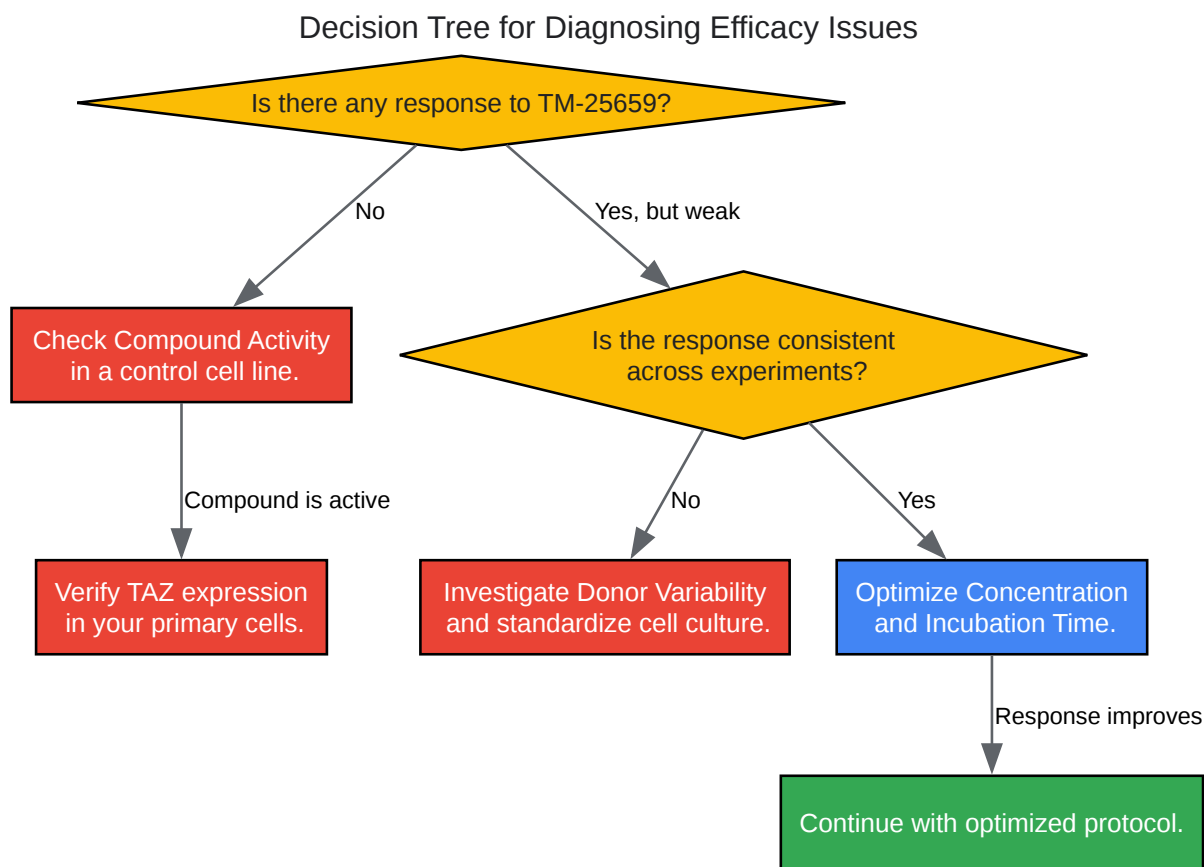 Decision Tree for Diagnosing Efficacy Issues
Is there any response to TM-25659?
No
Yes, but weak
Check Compound Activity
in a control cell line.
Is the response consistent
across experiments?
Compound is active
No
Yes
Verify TAZ expression
in your primary cells.
Investigate Donor Variability
and standardize cell culture.
Optimize Concentration
and Incubation Time.
Response improves
Continue with optimized protocol.